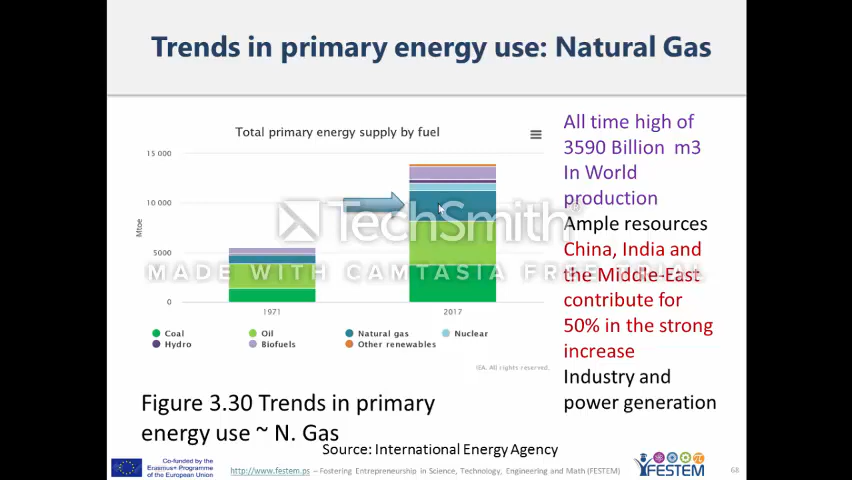 Trends in primary energy use: Natural Gas
Total primary energy supply by fuel
15 000
10 000
5000
0
Mtoe
1971
2017
Coal
Oil
Natural gas
Nuclear
Hydro
Biofuels
Other renewables
IEA. All rights reserved.
All time high of
3590 Billion m3
In World
production
Ample resources
China, India and
the Middle-East
contribute for
50% in the strong
increase
Industry and
power generation
TechSmith
MADE WITH CAMTASIA FREE TRIAL
Figure 3.30 Trends in primary
energy use ~ N. Gas
Source: International Energy Agency
Co-funded by the
Erasmus+ Programme
of the European Union
http://www.festem.ps – Fostering Entrepreneurship in Science, Technology, Engineering and Math (FESTEM)
FESTEM
68